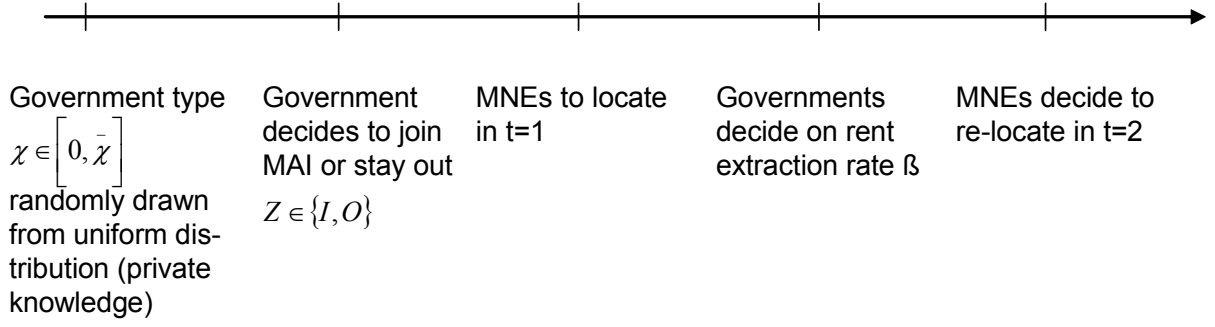 Government type
χ ∈ [0, χ̄]
randomly drawn
from uniform dis-
tribution (private
knowledge)
Government
decides to join
MAI or stay out
Z ∈ {I, O}
MNEs to locate
in t=1
Governments
decide on rent
extraction rate ß
MNEs decide to
re-locate in t=2